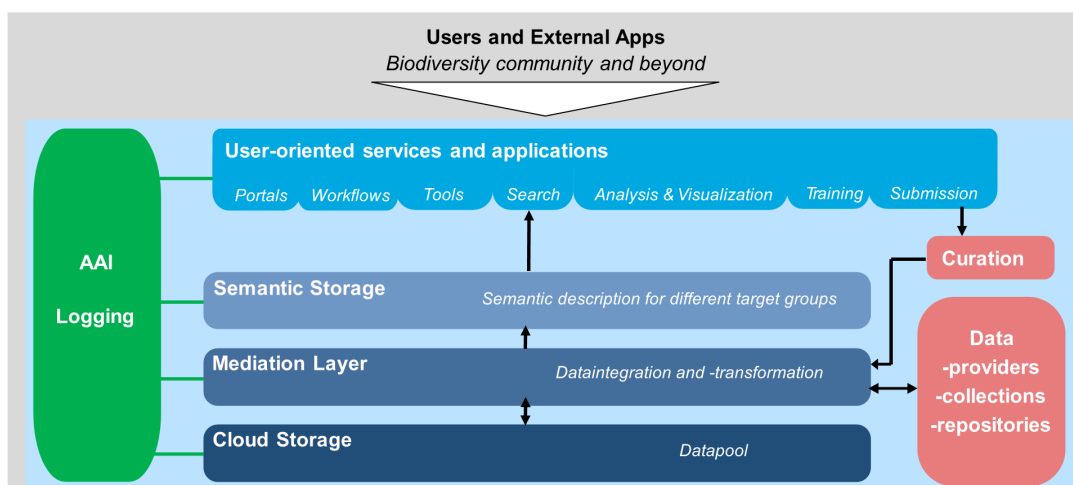 Users and External Apps
Biodiversity community and beyond
User-oriented services and applications
Portals Workflows Tools Search Analysis & Visualization Training Submission
AAI
Logging
Curation
Semantic Storage
Semantic description for different target groups
Mediation Layer
Dataintegration and -transformation
Cloud Storage
Datapool
Data
-providers
-collections
-repositories